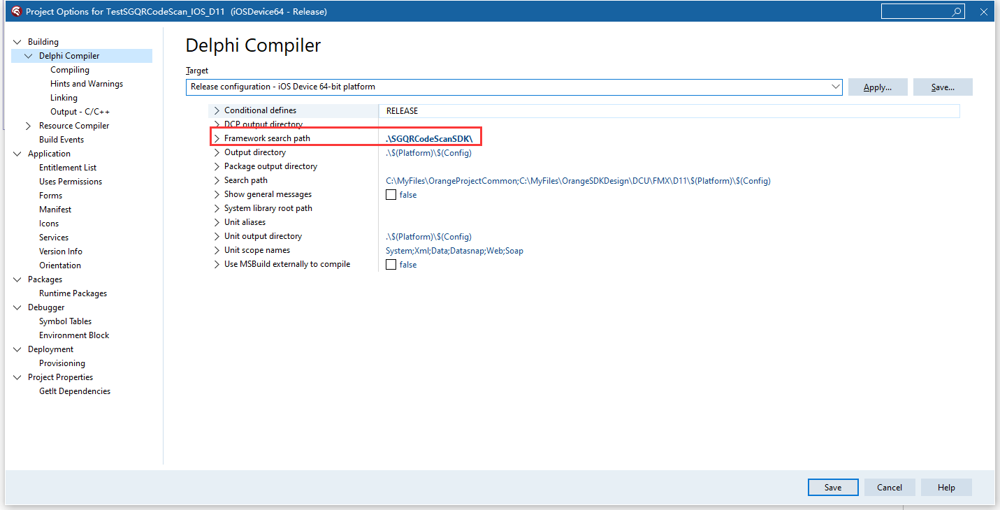 Project Options for TestSGQRCodeScan_IOS_D11 (iOSDevice64 - Release)
Building
Delphi Compiler
Compiling
Hints and Warnings
Linking
Output - C/C++
Resource Compiler
Build Events
Application
Entitlement List
Uses Permissions
Forms
Manifest
Icons
Services
Version Info
Orientation
Packages
Runtime Packages
Debugger
Symbol Tables
Environment Block
Deployment
Provisioning
Project Properties
GetIt Dependencies
Delphi Compiler
Target
Release configuration - iOS Device 64-bit platform
Apply...
Save...
Conditional defines RELEASE
DCP output directory
Framework search path .\SGQRCodeScanSDK\
Output directory .\$(Platform)\$(Config)
Package output directory
Search path C:\MyFiles\OrangeProjectCommon;C:\MyFiles\OrangeSDKDesign\DCU\FMX\D11\$(Platform)\$(Config)
Show general messages false
System library root path
Unit aliases
Unit output directory .\$(Platform)\$(Config)
Unit scope names System;Xml;Data;Datasnap;Web;Soap
Use MSBuild externally to compile false
Save
Cancel
Help